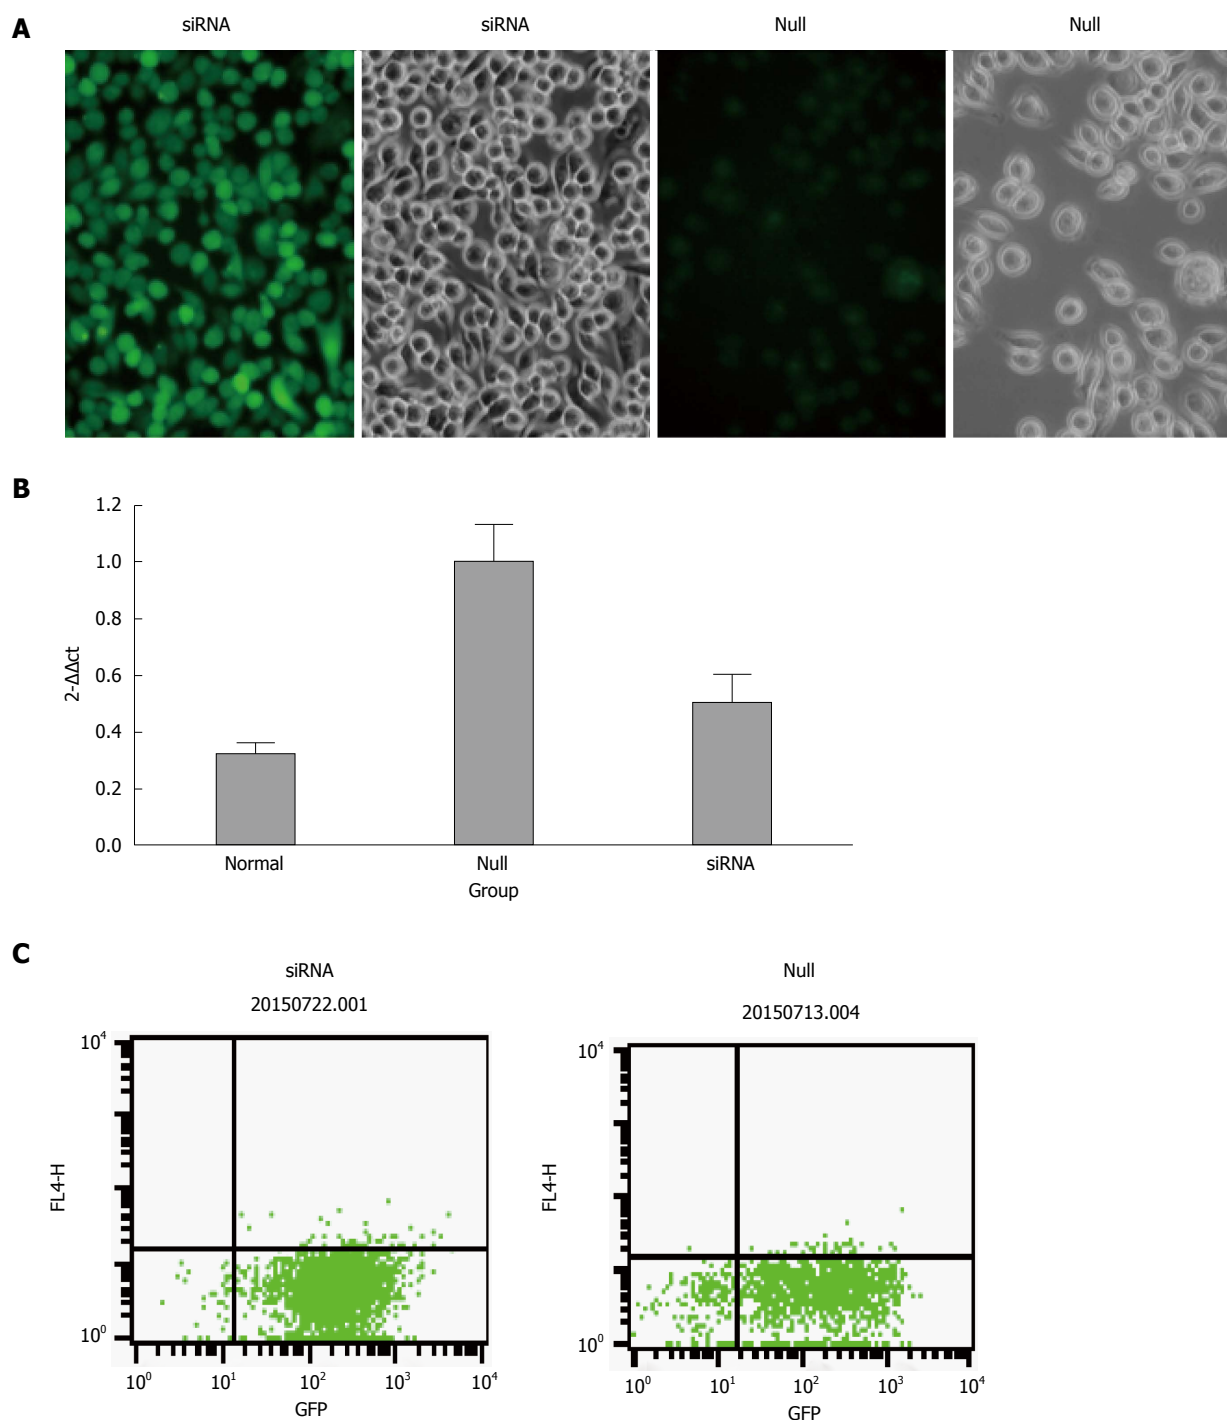 A
siRNA siRNA Null Null
B
1.2
1.0
0.8
0.6
0.4
0.2
0.0
2-ΔΔct
Normal Null siRNA
Group
C
siRNA
20150722.001
10⁴
FL4-H
10⁰
10⁰ 10¹ 10² 10³ 10⁴
GFP
Null
20150713.004
10⁴
FL4-H
10⁰
10⁰ 10¹ 10² 10³ 10⁴
GFP